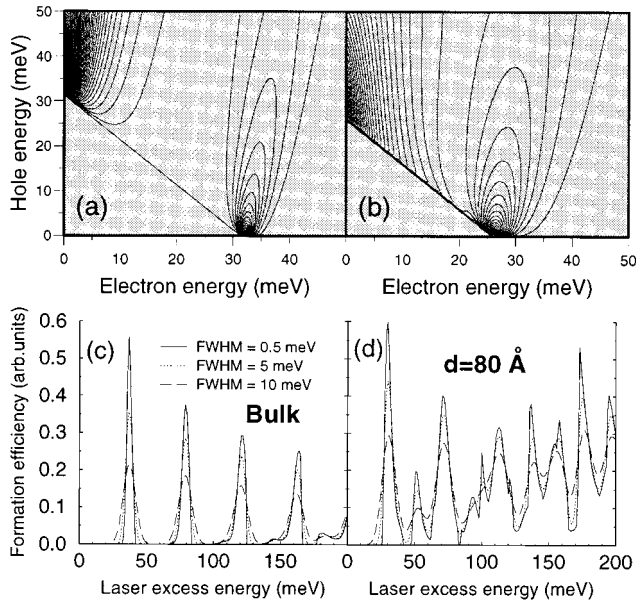 Hole energy (meV)
50
40
30
20
10
0
(a)
(b)
0 10 20 30 40
0 10 20 30 40 50
Electron energy (meV)
Electron energy (meV)
Formation efficiency (arb.units)
0.6
0.5
0.4
0.3
0.2
0.1
0.0
(c)
FWHM = 0.5 meV
FWHM = 5 meV
FWHM = 10 meV
Bulk
(d)
d=80 Å
0 50 100 150
0 50 100 150 200
Laser excess energy (meV)
Laser excess energy (meV)